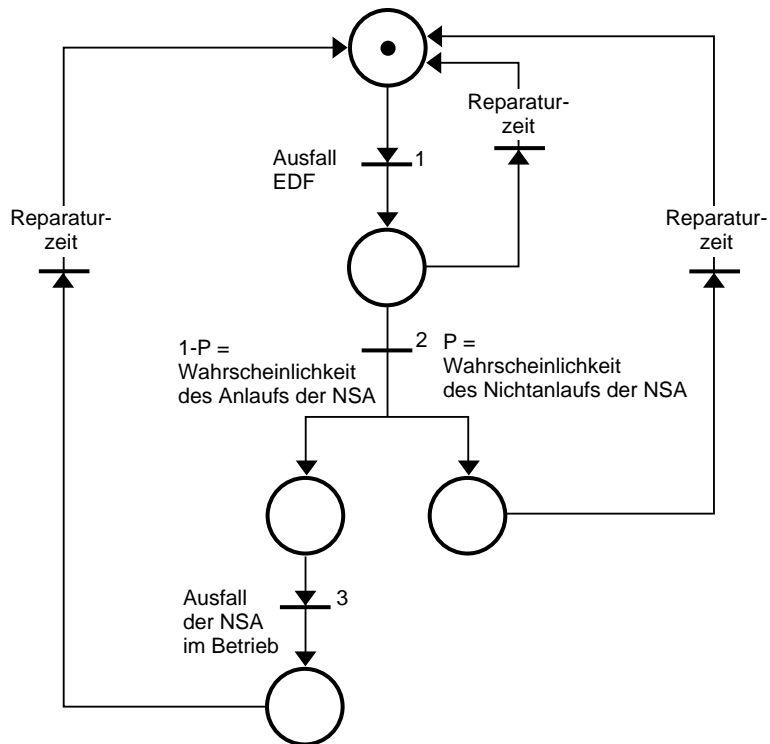 Reparatur-
zeit
Ausfall
EDF
1
Reparatur-
zeit
Reparatur-
zeit
1-P =
Wahrscheinlichkeit
des Anlaufs der NSA
2
P =
Wahrscheinlichkeit
des Nichtanlaufs der NSA
Ausfall
der NSA
im Betrieb
3